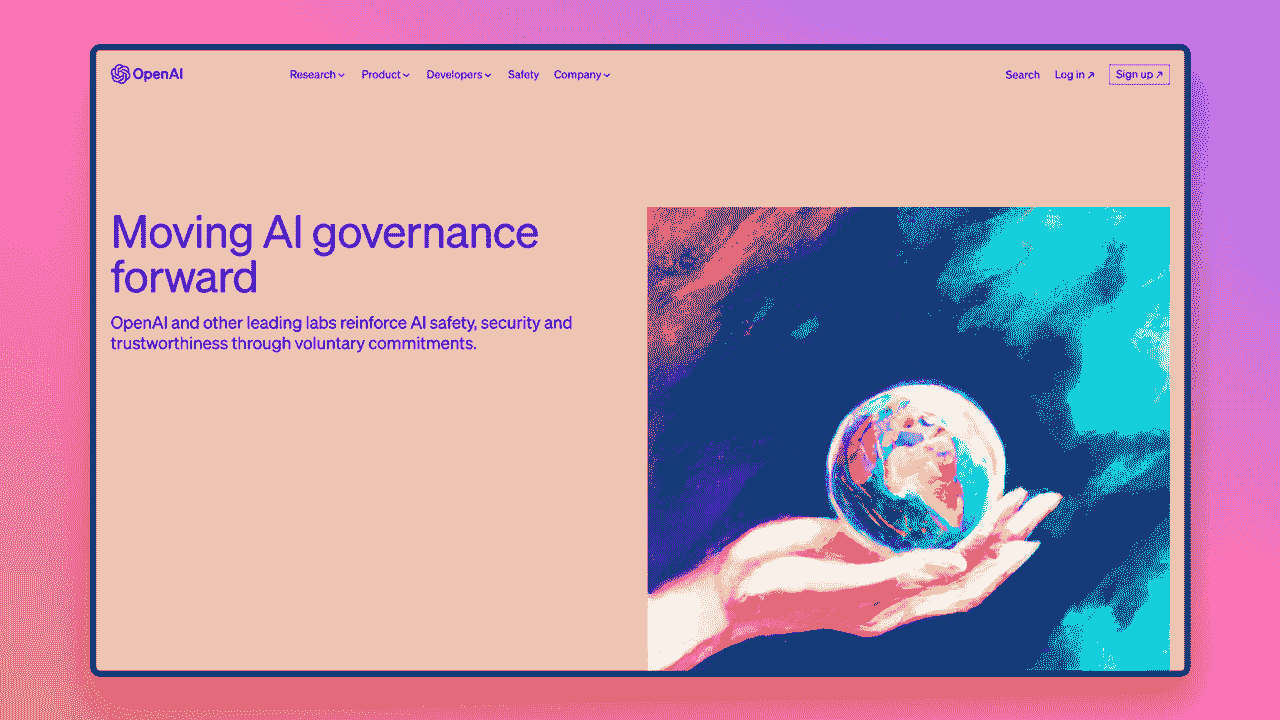 OpenAI
Research
Product
Developers
Safety
Company
Search
Log in ↗
Sign up ↗
Moving AI governance
forward
OpenAI and other leading labs reinforce AI safety, security and
trustworthiness through voluntary commitments.